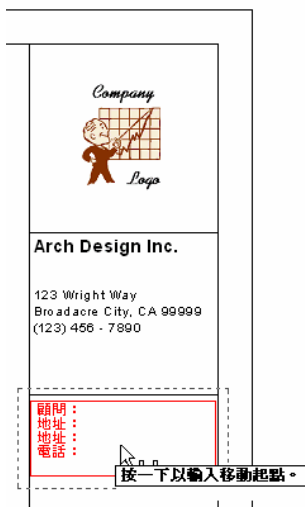 Company
Logo
Arch Design Inc.
123 Wright Way
Broadacre City, CA 99999
(123) 456 - 7890
顧問：
地址：
地址：
電話：
按一下以輸入移動起點。